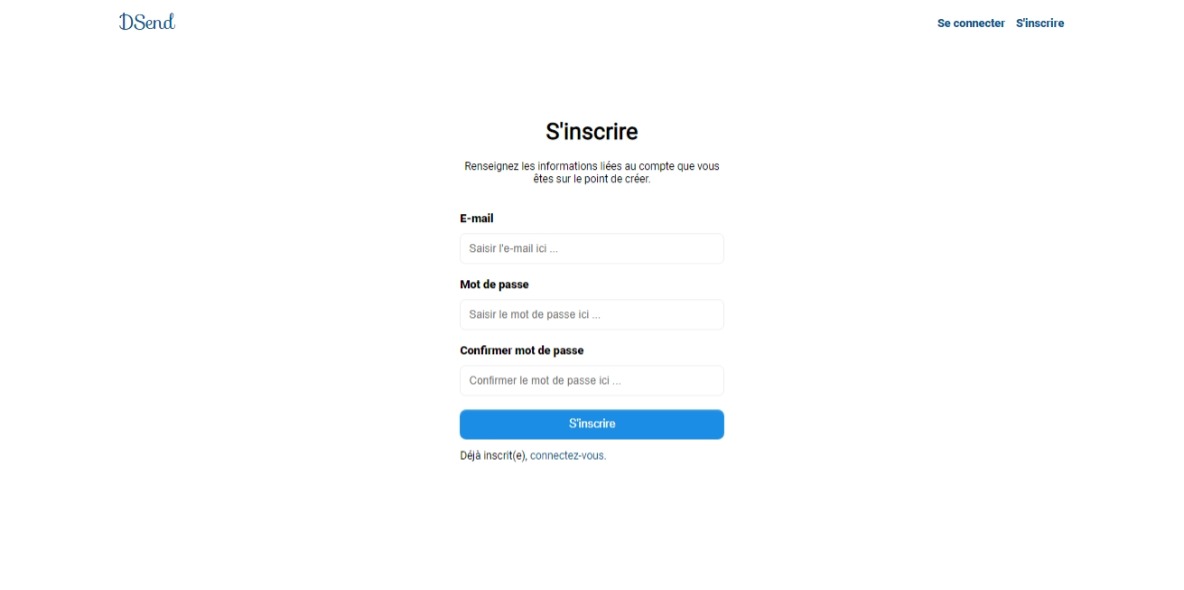 DSend
Se connecter S'inscrire
S'inscrire
Renseignez les informations liées au compte que vous
êtes sur le point de créer.
E-mail
Saisir l'e-mail ici ...
Mot de passe
Saisir le mot de passe ici ...
Confirmer mot de passe
Confirmer le mot de passe ici ...
S'inscrire
Déjà inscrit(e), connectez-vous.